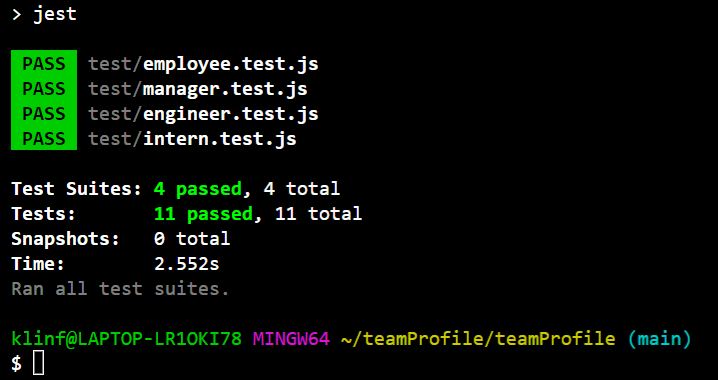 > jest
PASS test/employee.test.js
PASS test/manager.test.js
PASS test/engineer.test.js
PASS test/intern.test.js
Test Suites: 4 passed, 4 total
Tests: 11 passed, 11 total
Snapshots: 0 total
Time: 2.552s
Ran all test suites.
klinf@LAPTOP-LR1OKI78 MINGW64 ~/teamProfile/teamProfile (main)
$